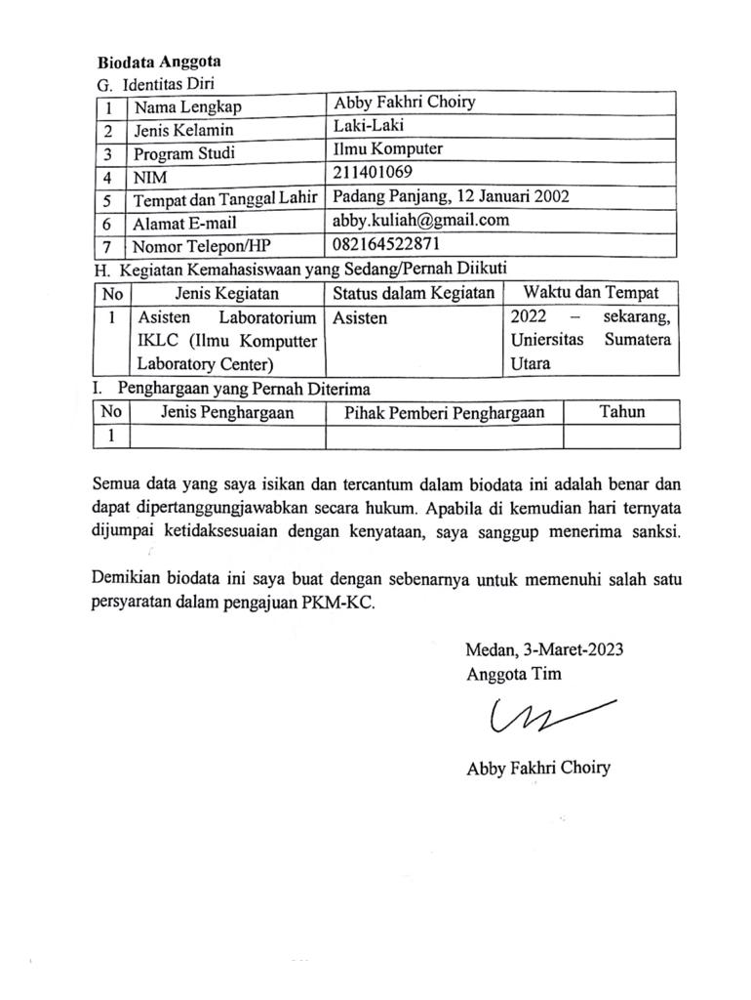 Biodata Anggota
G. Identitas Diri
1 Nama Lengkap Abby Fakhri Choiry
2 Jenis Kelamin Laki-Laki
3 Program Studi Ilmu Komputer
4 NIM 211401069
5 Tempat dan Tanggal Lahir Padang Panjang, 12 Januari 2002
6 Alamat E-mail abby.kuliah@gmail.com
7 Nomor Telepon/HP 082164522871
H. Kegiatan Kemahasiswaan yang Sedang/Pernah Diikuti
No Jenis Kegiatan Status dalam Kegiatan Waktu dan Tempat
1 Asisten Laboratorium Asisten 2022 – sekarang,
IKLC (Ilmu Komputter Uniersitas Sumatera
Laboratory Center) Utara
I. Penghargaan yang Pernah Diterima
No Jenis Penghargaan Pihak Pemberi Penghargaan Tahun
1
Semua data yang saya isikan dan tercantum dalam biodata ini adalah benar dan
dapat dipertanggungjawabkan secara hukum. Apabila di kemudian hari ternyata
dijumpai ketidaksesuaian dengan kenyataan, saya sanggup menerima sanksi.
Demikian biodata ini saya buat dengan sebenarnya untuk memenuhi salah satu
persyaratan dalam pengajuan PKM-KC.
Medan, 3-Maret-2023
Anggota Tim
Abby Fakhri Choiry